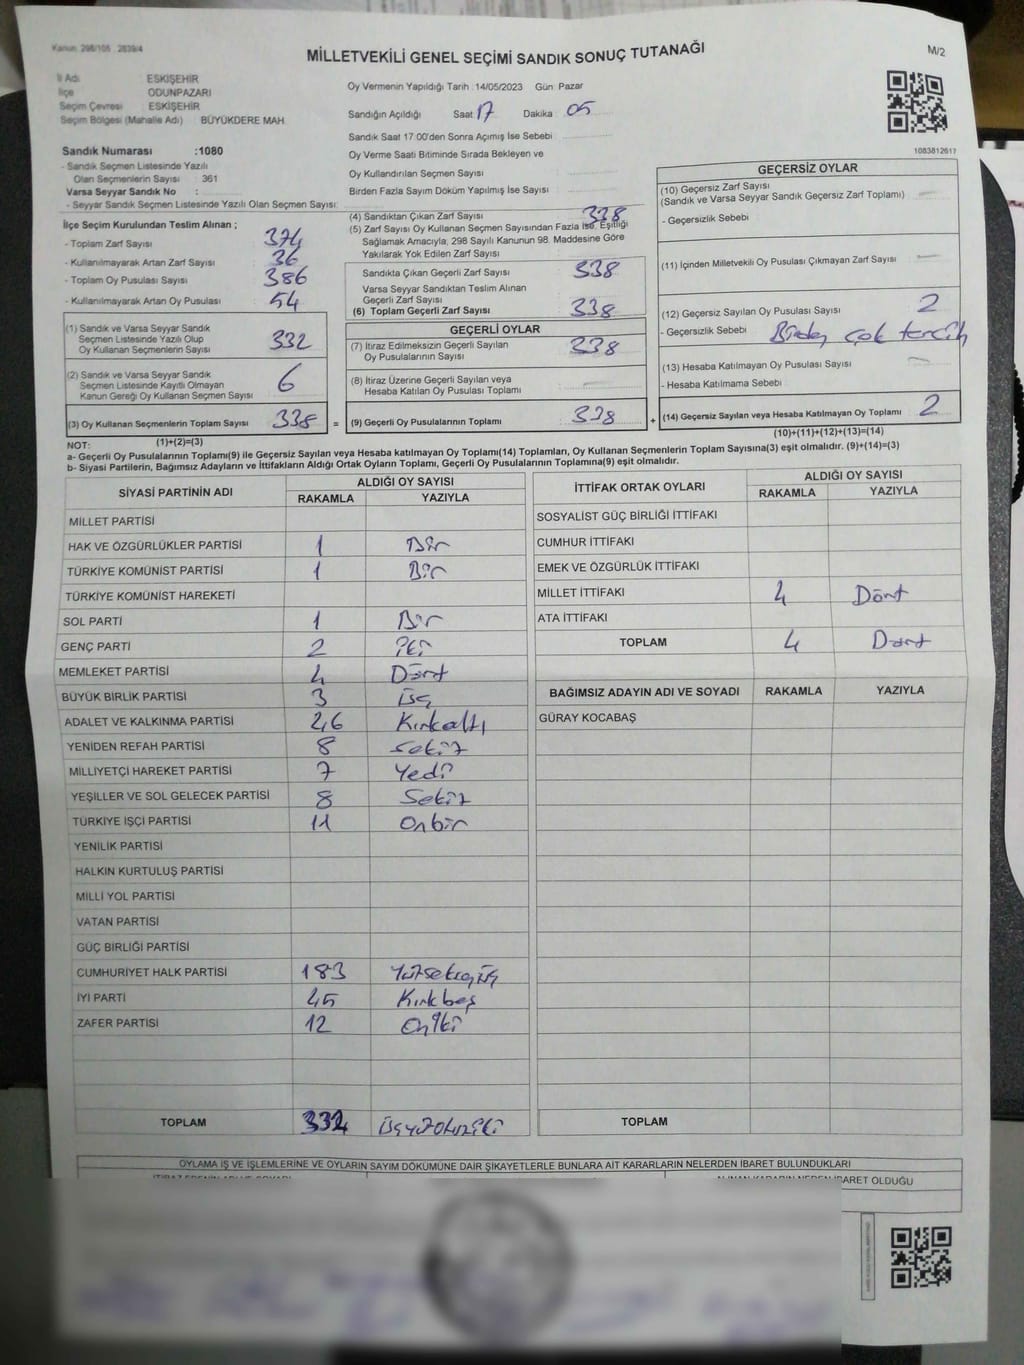 Kanun: 298/105 , 2839/4
MİLLETVEKİLİ GENEL SEÇİMİ SANDIK SONUÇ TUTANAĞI
M/2
İl Adı ESKİŞEHİR
İlçe ODUNPAZARI
Seçim Çevresi ESKİŞEHİR
Seçim Bölgesi (Mahalle Adı) BÜYÜKDERE MAH.
Oy Vermenin Yapıldığı Tarih :14/05/2023 Gün: Pazar
Sandığın Açıldığı Saat 17 Dakika : 05
Sandık Saat 17.00'den Sonra Açımış İse Sebebi
Oy Verme Saati Bitiminde Sırada Bekleyen ve
Oy Kullandırılan Seçmen Sayısı
Birden Fazla Sayım Döküm Yapılmış İse Sayısı
1083812617
Sandık Numarası :1080
- Sandık Seçmen Listesinde Yazılı
Olan Seçmenlerin Sayısı 361
Varsa Seyyar Sandık No :
- Seyyar Sandık Seçmen Listesinde Yazılı Olan Seçmen Sayısı:
İlçe Seçim Kurulundan Teslim Alınan ;
- Toplam Zarf Sayısı 374
- Kullanılmayarak Artan Zarf Sayısı 36
- Toplam Oy Pusulası Sayısı 386
- Kullanılmayarak Artan Oy Pusulası 54
(1) Sandık ve Varsa Seyyar Sandık
Seçmen Listesinde Yazılı Olup
Oy Kullanan Seçmenlerin Sayısı 332
(2) Sandık ve Varsa Seyyar Sandık
Seçmen Listesinde Kayıtlı Olmayan
Kanun Gereği Oy Kullanan Seçmen Sayısı 6
(3) Oy Kullanan Seçmenlerin Toplam Sayısı 338 =
(4) Sandıktan Çıkan Zarf Sayısı 338
(5) Zarf Sayısı Oy Kullanan Seçmen Sayısından Fazla İse, Eşitliği
Sağlamak Amacıyla, 298 Sayılı Kanunun 98. Maddesine Göre
Yakılarak Yok Edilen Zarf Sayısı
Sandıkta Çıkan Geçerli Zarf Sayısı 338
Varsa Seyyar Sandıktan Teslim Alınan
Geçerli Zarf Sayısı
(6) Toplam Geçerli Zarf Sayısı 338
GEÇERLİ OYLAR
(7) İtiraz Edilmeksizin Geçerli Sayılan
Oy Pusulalarının Sayısı 338
(8) İtiraz Üzerine Geçerli Sayılan veya
Hesaba Katılan Oy Pusulası Toplamı
(9) Geçerli Oy Pusulalarının Toplamı 338 +
GEÇERSİZ OYLAR
(10) Geçersiz Zarf Sayısı
(Sandık ve Varsa Seyyar Sandık Geçersiz Zarf Toplamı)
- Geçersizlik Sebebi
(11) İçinden Milletvekili Oy Pusulası Çıkmayan Zarf Sayısı
(12) Geçersiz Sayılan Oy Pusulası Sayısı 2
- Geçersizlik Sebebi Birden çok tercih
(13) Hesaba Katılmayan Oy Pusulası Sayısı
- Hesaba Katılmama Sebebi
(14) Geçersiz Sayılan veya Hesaba Katılmayan Oy Toplamı 2
NOT: (1)+(2)=(3) (10)+(11)+(12)+(13)=(14)
a- Geçerli Oy Pusulalarının Toplamı(9) ile Geçersiz Sayılan veya Hesaba katılmayan Oy Toplamı(14) Toplamları, Oy Kullanan Seçmenlerin Toplam Sayısına(3) eşit olmalıdır. (9)+(14)=(3)
b- Siyasi Partilerin, Bağımsız Adayların ve İttifakların Aldığı Ortak Oyların Toplamı, Geçerli Oy Pusulalarının Toplamına(9) eşit olmalıdır.
SİYASİ PARTİNİN ADI ALDIĞI OY SAYISI
RAKAMLA YAZIYLA
MİLLET PARTİSİ
HAK VE ÖZGÜRLÜKLER PARTİSİ 1 Bir
TÜRKİYE KOMÜNİST PARTİSİ 1 Bir
TÜRKİYE KOMÜNİST HAREKETİ
SOL PARTİ 1 Bir
GENÇ PARTİ 2 İki
MEMLEKET PARTİSİ 4 Dört
BÜYÜK BİRLİK PARTİSİ 3 Üç
ADALET VE KALKINMA PARTİSİ 46 Kırkaltı
YENİDEN REFAH PARTİSİ 8 Sekiz
MİLLİYETÇİ HAREKET PARTİSİ 7 Yedi
YEŞİLLER VE SOL GELECEK PARTİSİ 8 Sekiz
TÜRKİYE İŞÇİ PARTİSİ 11 Onbir
YENİLİK PARTİSİ
HALKIN KURTULUŞ PARTİSİ
MİLLİ YOL PARTİSİ
VATAN PARTİSİ
GÜÇ BİRLİĞİ PARTİSİ
CUMHURİYET HALK PARTİSİ 183 Yüzseksenüç
İYİ PARTİ 45 Kırkbeş
ZAFER PARTİSİ 12 Oniki
TOPLAM 332 Üçyüzotuziki
İTTİFAK ORTAK OYLARI ALDIĞI OY SAYISI
RAKAMLA YAZIYLA
SOSYALİST GÜÇ BİRLİĞİ İTTİFAKI
CUMHUR İTTİFAKI
EMEK VE ÖZGÜRLÜK İTTİFAKI
MİLLET İTTİFAKI 4 Dört
ATA İTTİFAKI
TOPLAM 4 Dört
BAĞIMSIZ ADAYIN ADI VE SOYADI RAKAMLA YAZIYLA
GÜRAY KOCABAŞ
TOPLAM
OYLAMA İŞ VE İŞLEMLERİNE VE OYLARIN SAYIM DÖKÜMÜNE DAİR ŞİKAYETLERLE BUNLARA AİT KARARLARIN NELERDEN İBARET BULUNDUKLARI
İBARET OLDUĞU